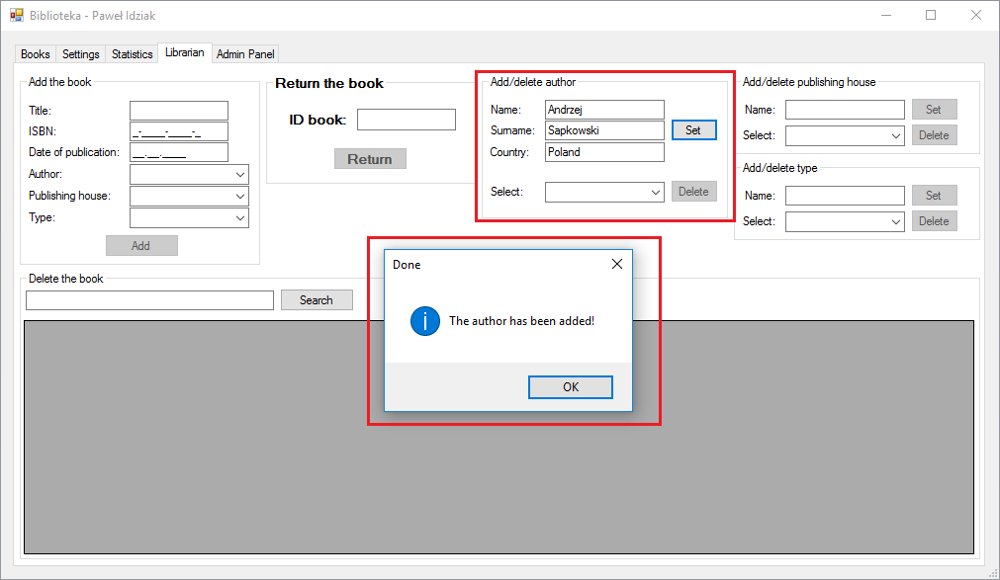 Biblioteka - Paweł Idziak
Books Settings Statistics Librarian Admin Panel
Add the book
Title:
ISBN:
_-____-____-_
Date of publication:
__.__.____
Author:
Publishing house:
Type:
Add
Return the book
ID book:
Return
Add/delete author
Name: Andrzej
Surname: Sapkowski Set
Country: Poland
Select: Delete
Add/delete publishing house
Name: Set
Select: Delete
Add/delete type
Name: Set
Select: Delete
Delete the book
Search
Done
The author has been added!
OK